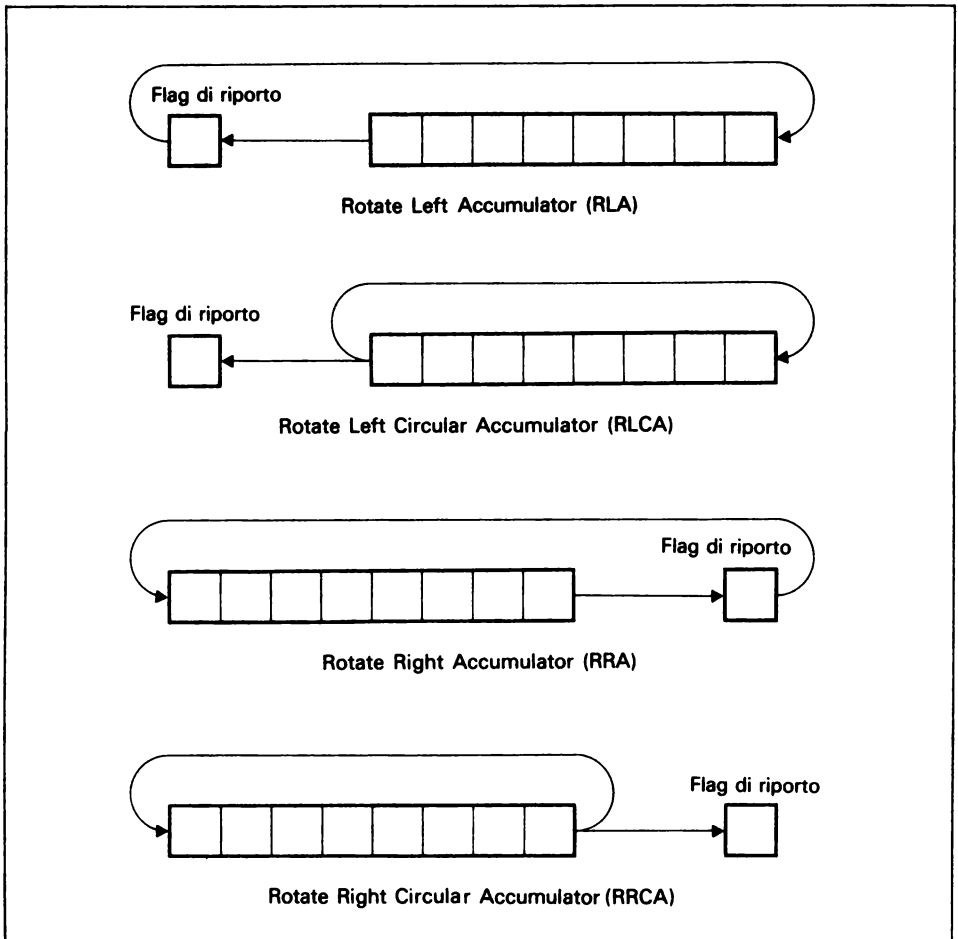 Flag di riporto
Rotate Left Accumulator (RLA)
Flag di riporto
Rotate Left Circular Accumulator (RLCA)
Flag di riporto
Rotate Right Accumulator (RRA)
Flag di riporto
Rotate Right Circular Accumulator (RRCA)